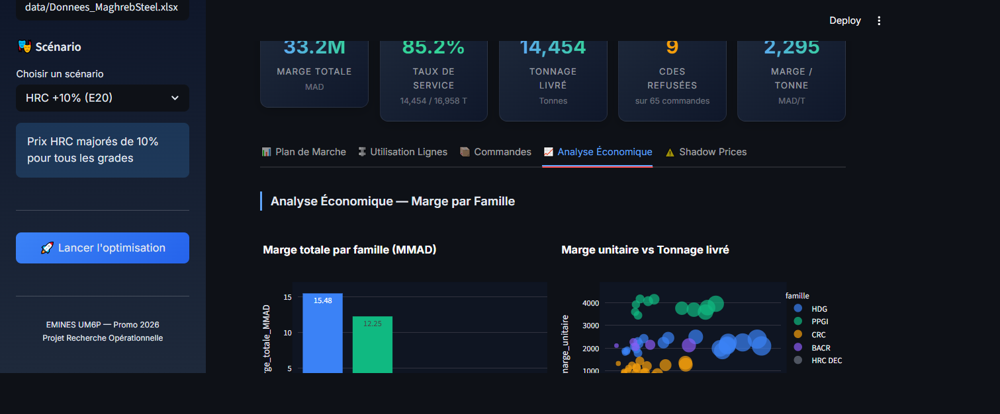 data/Donnees_MaghrebSteel.xlsx
Scénario
Choisir un scénario
HRC +10% (E20)
Prix HRC majorés de 10%
pour tous les grades
Lancer l'optimisation
EMINES UM6P — Promo 2026
Projet Recherche Opérationnelle
Deploy
33.2M
MARGE TOTALE
MAD
85.2%
TAUX DE
SERVICE
14,454 / 16,958 T
14,454
TONNAGE
LIVRÉ
Tonnes
9
CDES
REFUSÉES
sur 65 commandes
2,295
MARGE /
TONNE
MAD/T
Plan de Marche
Utilisation Lignes
Commandes
Analyse Économique
Shadow Prices
Analyse Économique — Marge par Famille
Marge totale par famille (MMAD)
15
10
5
rge_totale_MMAD
15.48
12.25
Marge unitaire vs Tonnage livré
4000
3000
2000
1000
marge_unitaire
famille
HDG
PPGI
CRC
BACR
HRC DEC